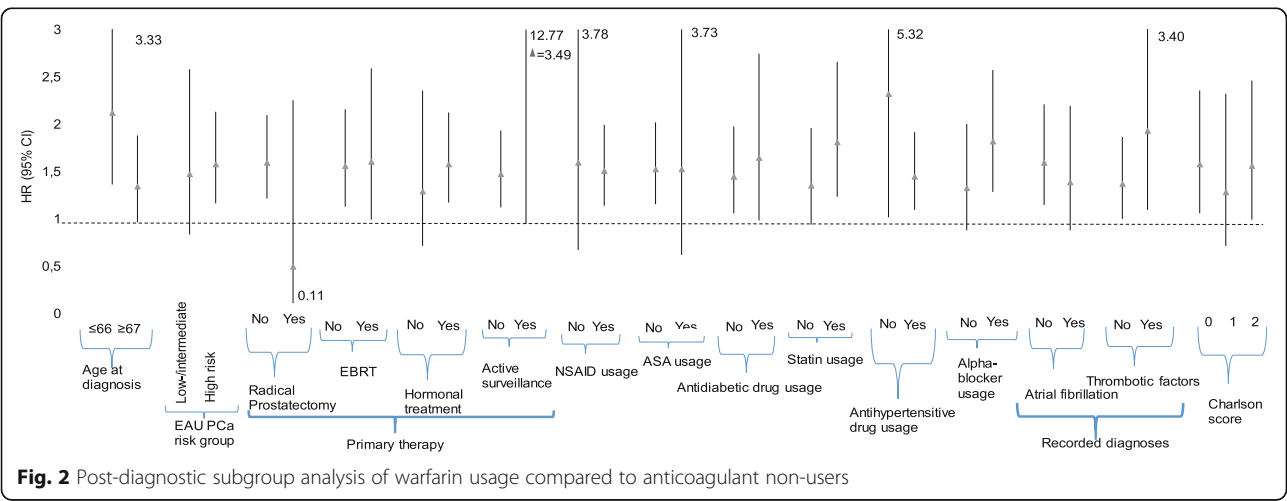 3
2,5
2
1,5
1
0,5
0
HR (95% CI)
3.33
0.11
12.77
▲=3.49
3.78
3.73
5.32
3.40
≤66 ≥67
Age at
diagnosis
Low-/intermediate
High risk
EAU PCa
risk group
No Yes
Radical
Prostatectomy
No Yes
EBRT
No Yes
Hormonal
treatment
No Yes
Active
surveillance
Primary therapy
No Yes
NSAID usage
No Yes
ASA usage
No Yes
Antidiabetic drug usage
No Yes
Statin usage
No Yes
Antihypertensive
drug usage
No Yes
Alpha-
blocker
usage
No Yes
Atrial fibrillation
No Yes
Thrombotic factors
Recorded diagnoses
0 1 2
Charlson
score
Fig. 2 Post-diagnostic subgroup analysis of warfarin usage compared to anticoagulant non-users